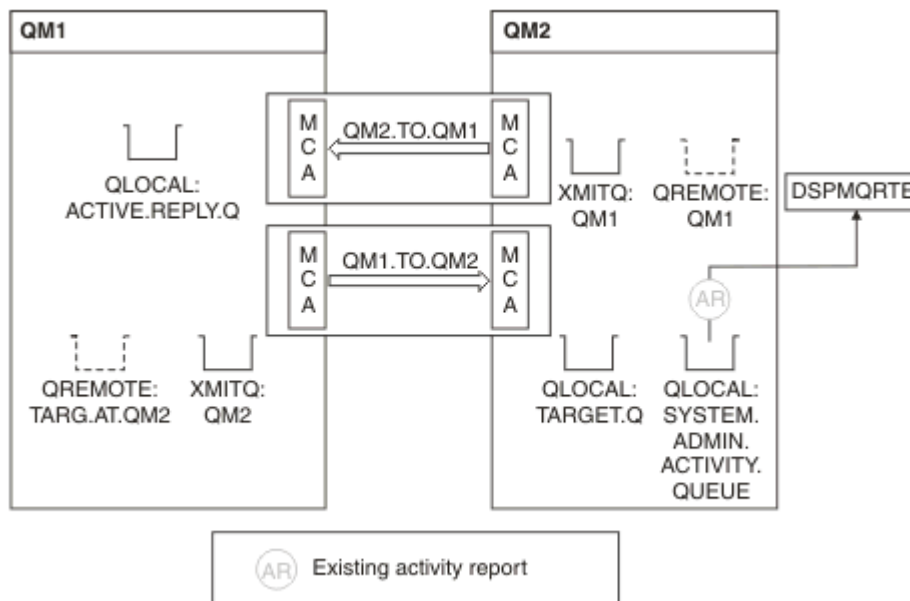 QM1
QM2
M
C
A
QM2.TO.QM1
M
C
A
QLOCAL:
ACTIVE.REPLY.Q
XMITQ:
QM1
QREMOTE:
QM1
DSPMQRTE
M
C
A
QM1.TO.QM2
M
C
A
AR
QREMOTE:
TARG.AT.QM2
XMITQ:
QM2
QLOCAL:
TARGET.Q
QLOCAL:
SYSTEM.
ADMIN.
ACTIVITY.
QUEUE
AR Existing activity report